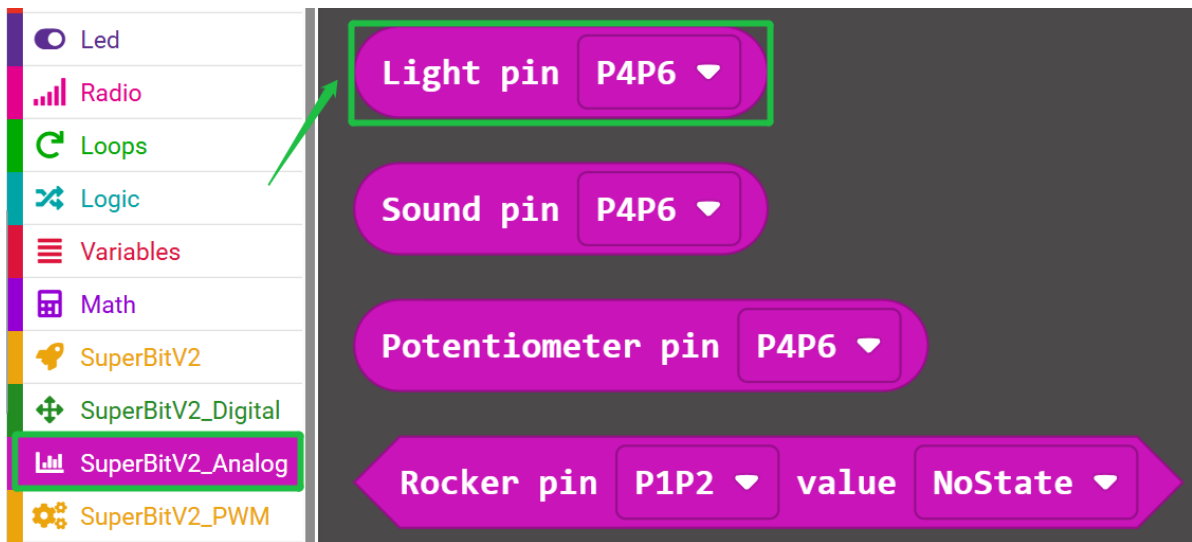 Led
Radio
Loops
Logic
Variables
Math
SuperBitV2
SuperBitV2_Digital
SuperBitV2_Analog
SuperBitV2_PWM
Light pin P4P6
Sound pin P4P6
Potentiometer pin P4P6
Rocker pin P1P2 value NoState